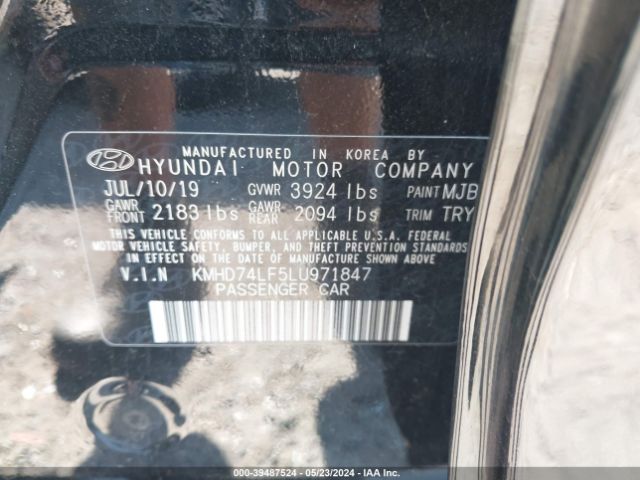 MANUFACTURED IN KOREA BY
HYUNDAI MOTOR COMPANY
JUL/10/19 GVWR 3924 lbs PAINT MJB
GAWR FRONT 2183 lbs GAWR REAR 2094 lbs TRIM TRY
THIS VEHICLE CONFORMS TO ALL APPLICABLE U.S.A. FEDERAL
MOTOR VEHICLE SAFETY, BUMPER, AND THEFT PREVENTION STANDARDS
IN EFFECT ON THE DATE OF MANUFACTURE SHOWN ABOVE.
V.I.N KMHD74LF5LU971847
PASSENGER CAR
000-39487524 - 05/23/2024 - IAA Inc.